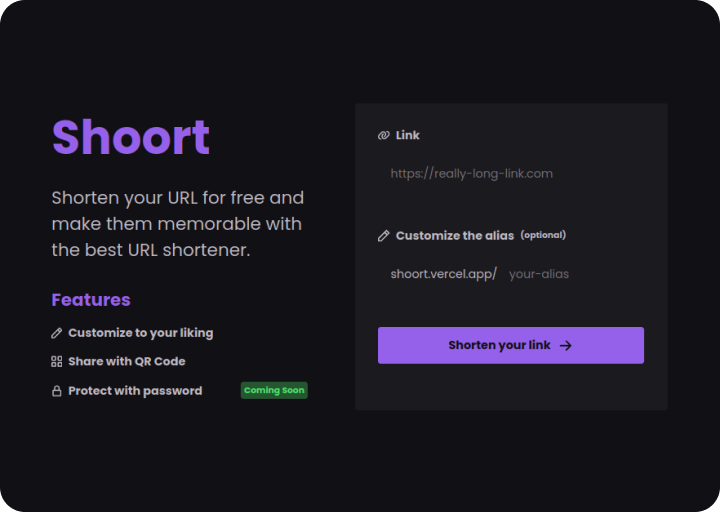 Shoort
Shorten your URL for free and
make them memorable with
the best URL shortener.
Features
Customize to your liking
Share with QR Code
Protect with password Coming Soon
Link
https://really-long-link.com
Customize the alias (optional)
shoort.vercel.app/ your-alias
Shorten your link →